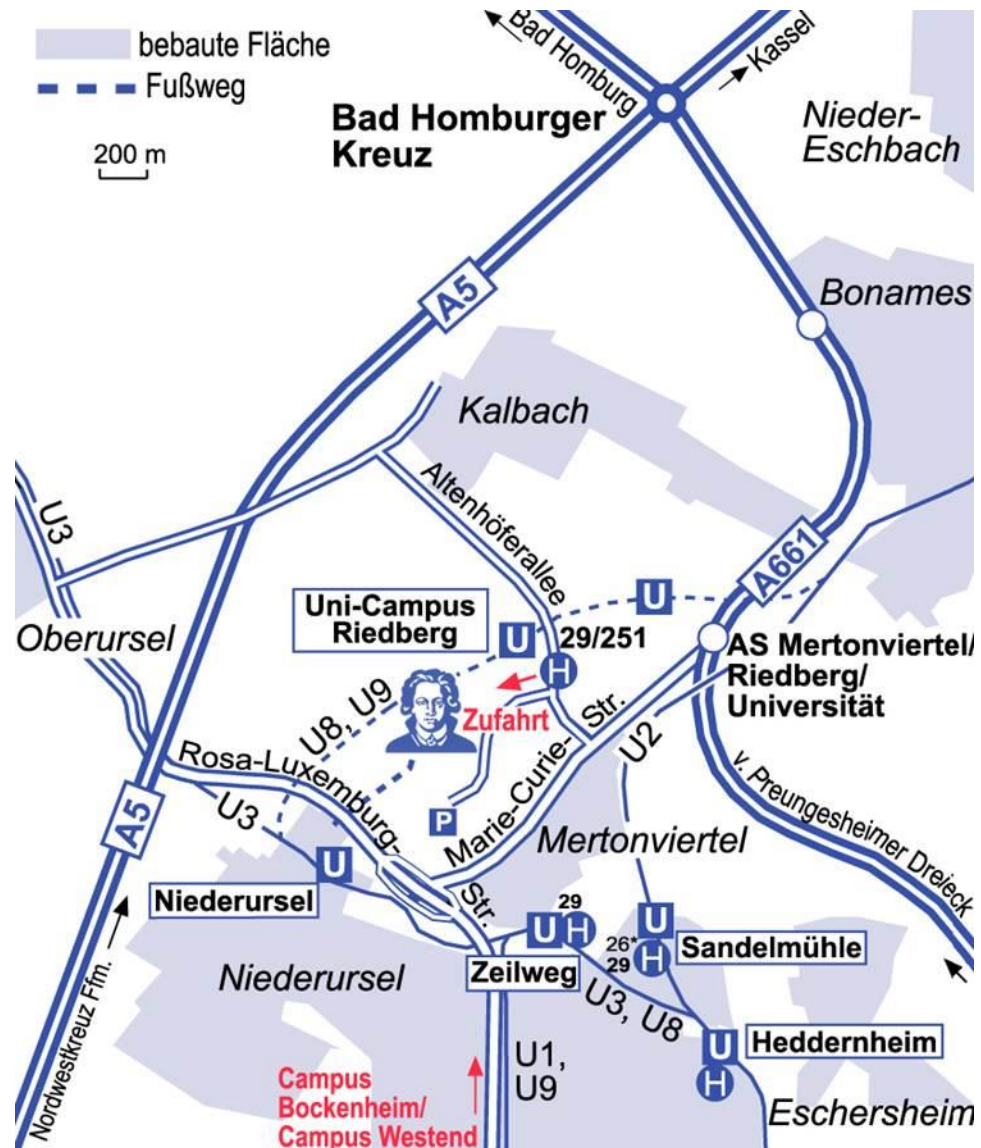 bebaute Fläche
Fußweg
200 m
Bad Homburg
Kassel
Bad Homburger
Kreuz
Nieder-
Eschbach
A5
Bonames
Kalbach
Altenhöferallee
U3
A661
Uni-Campus
Riedberg
U
U
29/251
H
Oberursel
AS Mertonviertel/
Riedberg/
Universität
Zufahrt
U8, U9
Marie-Curie-Str.
U2
Rosa-Luxemburg-Str.
A5
U3
P
v. Preungesheimer Dreieck
Mertonviertel
U
Niederursel
29
U H
Zeilweg
U
26*
29
H
Sandelmühle
Niederursel
U3, U8
U
H
Heddernheim
Nordwestkreuz Ffm.
U1,
U9
Campus
Bockenheim/
Campus Westend
Eschersheim